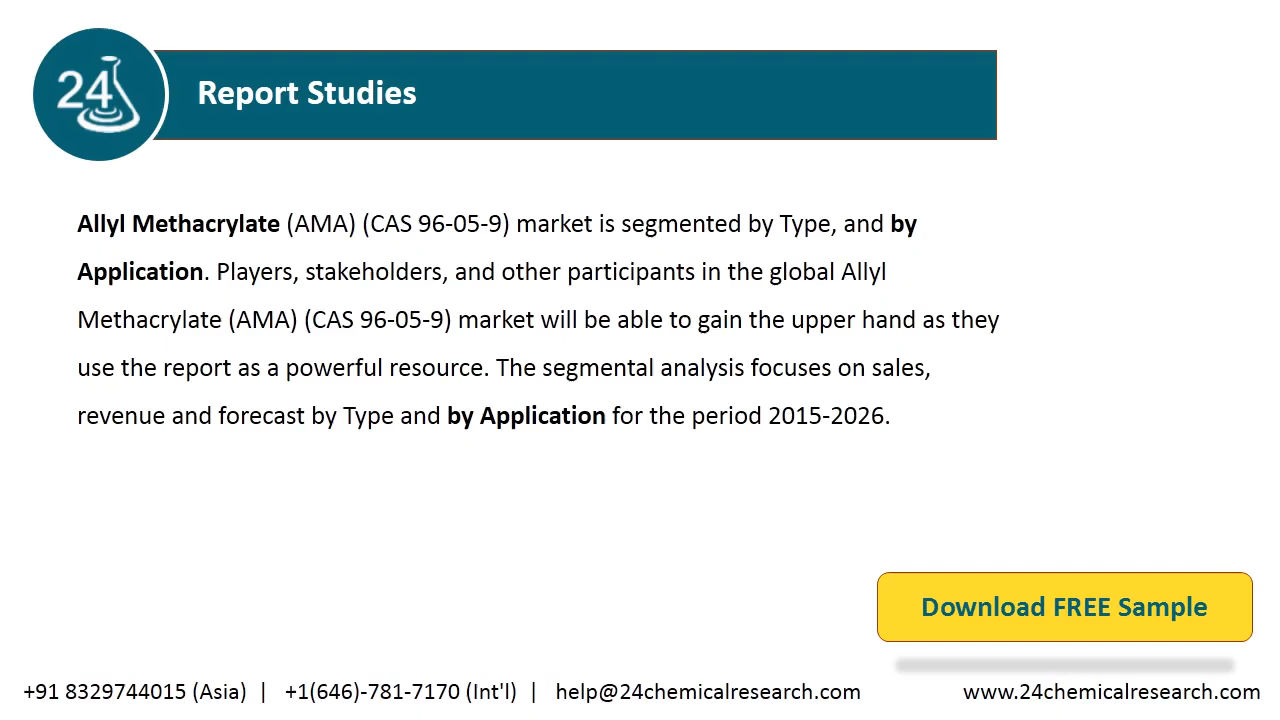 24
Report Studies
Allyl Methacrylate (AMA) (CAS 96-05-9) market is segmented by Type, and by
Application. Players, stakeholders, and other participants in the global Allyl
Methacrylate (AMA) (CAS 96-05-9) market will be able to gain the upper hand as they
use the report as a powerful resource. The segmental analysis focuses on sales,
revenue and forecast by Type and by Application for the period 2015-2026.
Download FREE Sample
+91 8329744015 (Asia) | +1(646)-781-7170 (Int'l) | help@24chemicalresearch.com www.24chemicalresearch.com